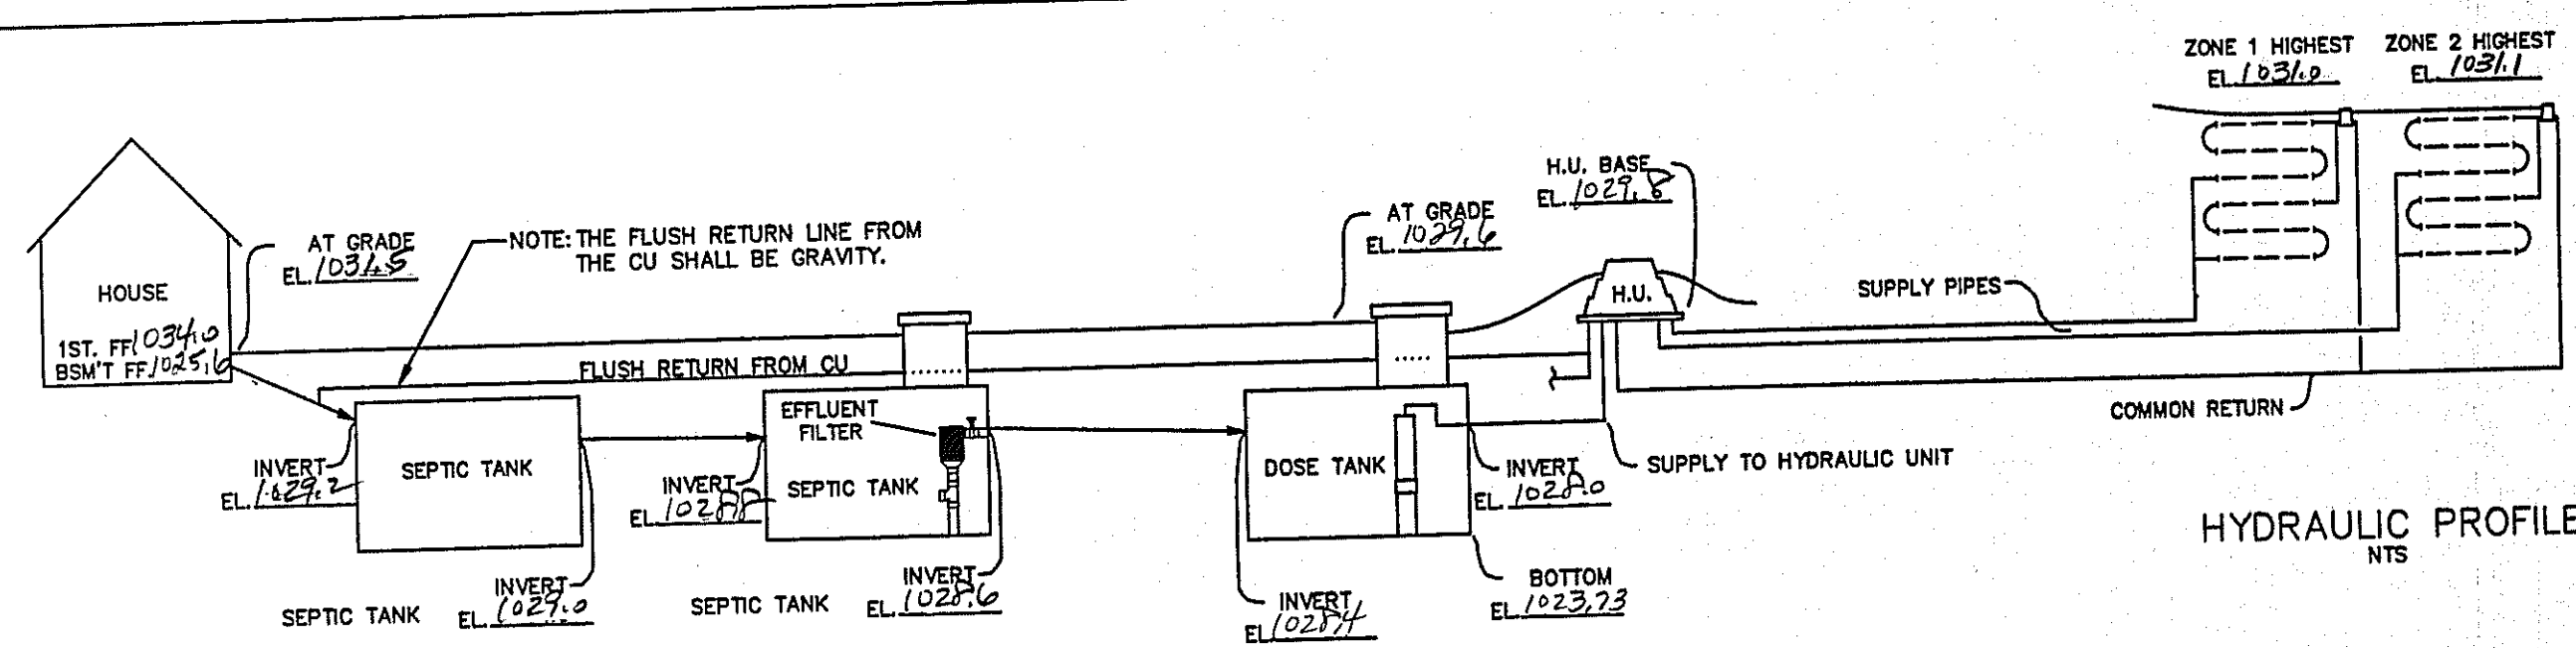 ZONE 1 HIGHEST
EL. 1031.0
ZONE 2 HIGHEST
EL. 1031.1
H.U. BASE
EL. 1029.8
AT GRADE
EL. 1029.6
AT GRADE
EL. 1031.5
NOTE: THE FLUSH RETURN LINE FROM
THE CU SHALL BE GRAVITY.
HOUSE
1ST. FF 1034.0
BSM'T FF. 1025.6
H.U.
SUPPLY PIPES
FLUSH RETURN FROM CU
COMMON RETURN
EFFLUENT
FILTER
SEPTIC TANK
SEPTIC TANK
DOSE TANK
SUPPLY TO HYDRAULIC UNIT
INVERT
EL. 1029.2
INVERT
EL. 1028.8
INVERT
EL. 1028.0
HYDRAULIC PROFILE
NTS
SEPTIC TANK
INVERT
EL. 1029.0
SEPTIC TANK
INVERT
EL. 1028.6
INVERT
EL. 1028.4
BOTTOM
EL. 1023.73